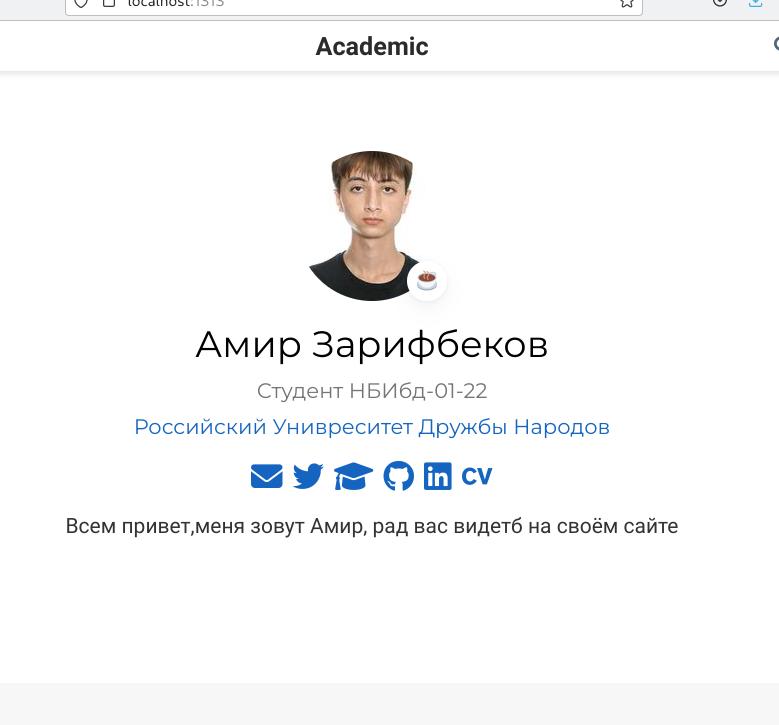 localhost:1313
Academic
Амир Зарифбеков
Студент НБИбд-01-22
Российский Унивреситет Дружбы Народов
CV
Всем привет,меня зовут Амир, рад вас видетб на своём сайте